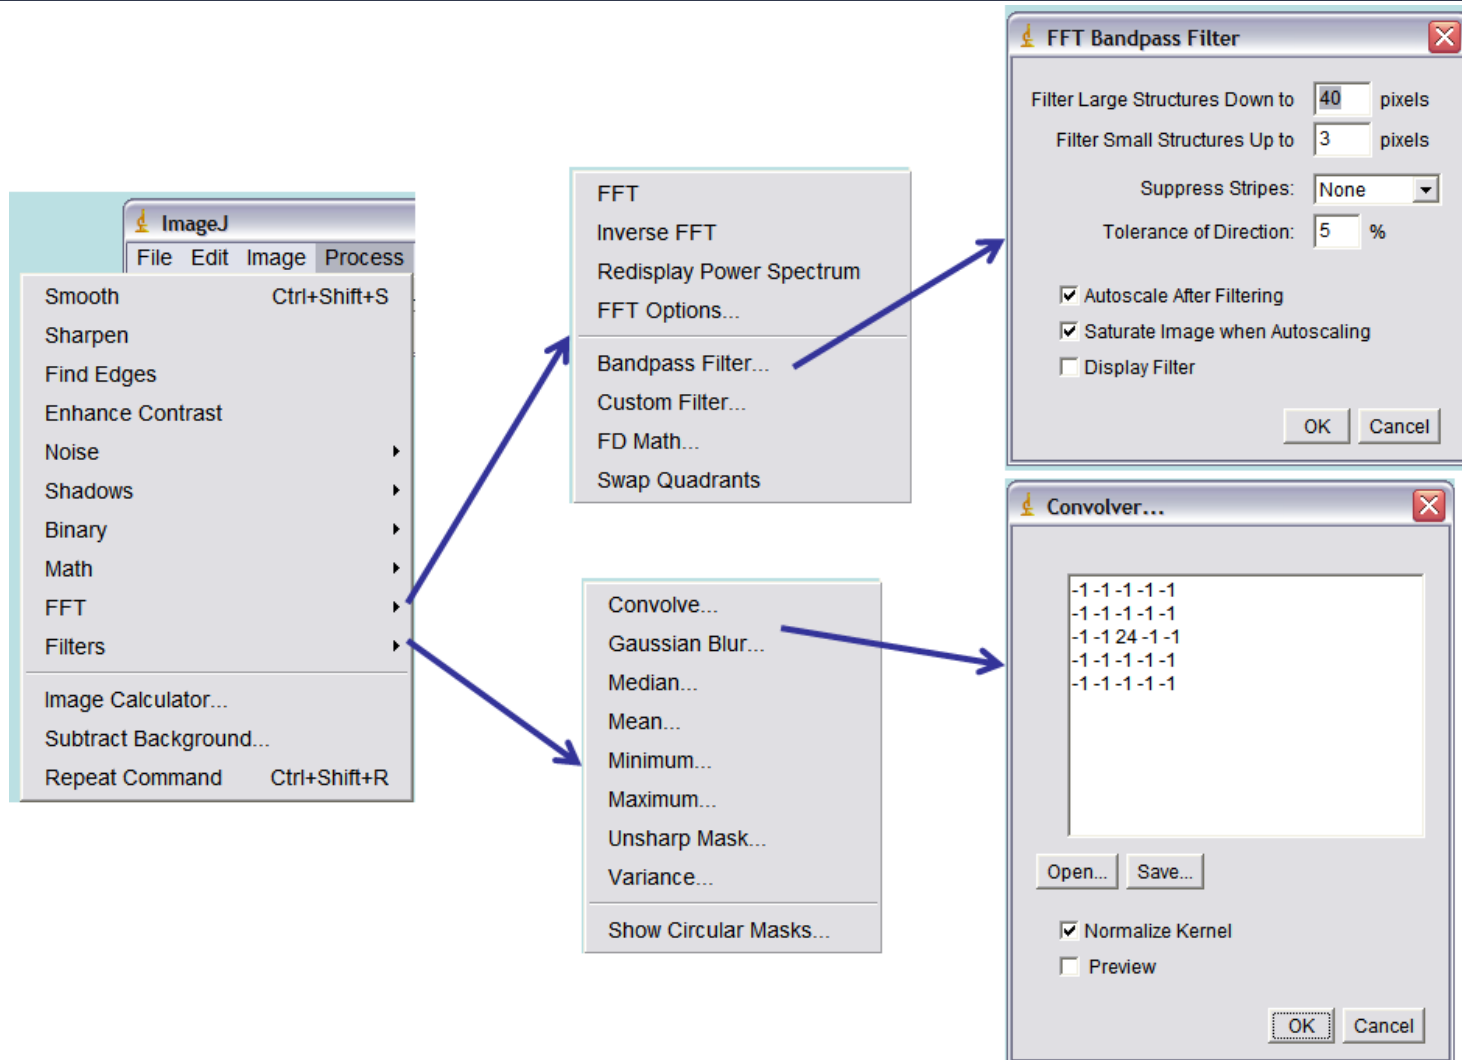 ImageJ
File Edit Image Process
Smooth Ctrl+Shift+S
Sharpen
Find Edges
Enhance Contrast
Noise
Shadows
Binary
Math
FFT
Filters
Image Calculator...
Subtract Background...
Repeat Command Ctrl+Shift+R
FFT
Inverse FFT
Redisplay Power Spectrum
FFT Options...
Bandpass Filter...
Custom Filter...
FD Math...
Swap Quadrants
Convolve...
Gaussian Blur...
Median...
Mean...
Minimum...
Maximum...
Unsharp Mask...
Variance...
Show Circular Masks...
FFT Bandpass Filter
Filter Large Structures Down to 40 pixels
Filter Small Structures Up to 3 pixels
Suppress Stripes: None
Tolerance of Direction: 5 %
Autoscale After Filtering
Saturate Image when Autoscaling
Display Filter
OK Cancel
Convolver...
-1 -1 -1 -1 -1
-1 -1 -1 -1 -1
-1 -1 24 -1 -1
-1 -1 -1 -1 -1
-1 -1 -1 -1 -1
Open... Save...
Normalize Kernel
Preview
OK Cancel